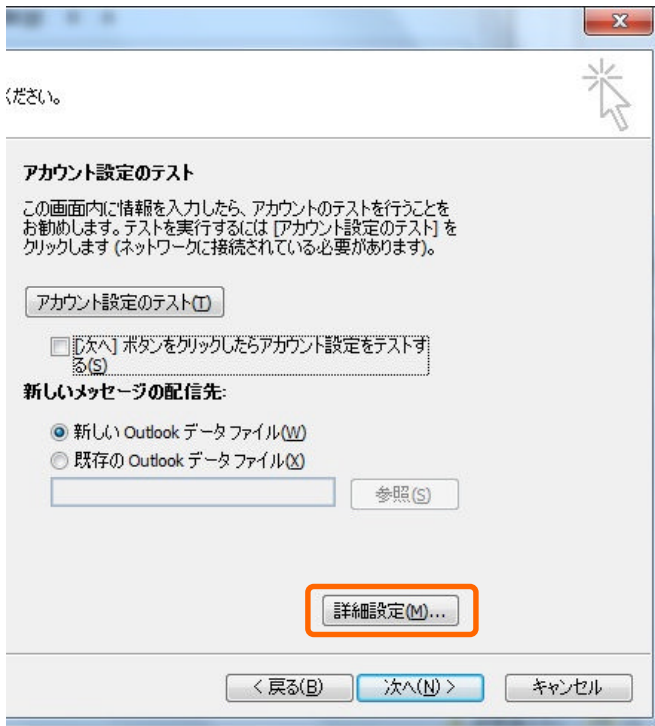 ください。
アカウント設定のテスト
この画面内に情報を入力したら、アカウントのテストを行うことを
お勧めします。テストを実行するには [アカウント設定のテスト] を
クリックします (ネットワークに接続されている必要があります)。
アカウント設定のテスト(T)
[次へ] ボタンをクリックしたらアカウント設定をテストす
る(S)
新しいメッセージの配信先:
新しい Outlook データ ファイル(W)
既存の Outlook データ ファイル(X)
参照(S)
詳細設定(M)...
< 戻る(B)
次へ(N) >
キャンセル